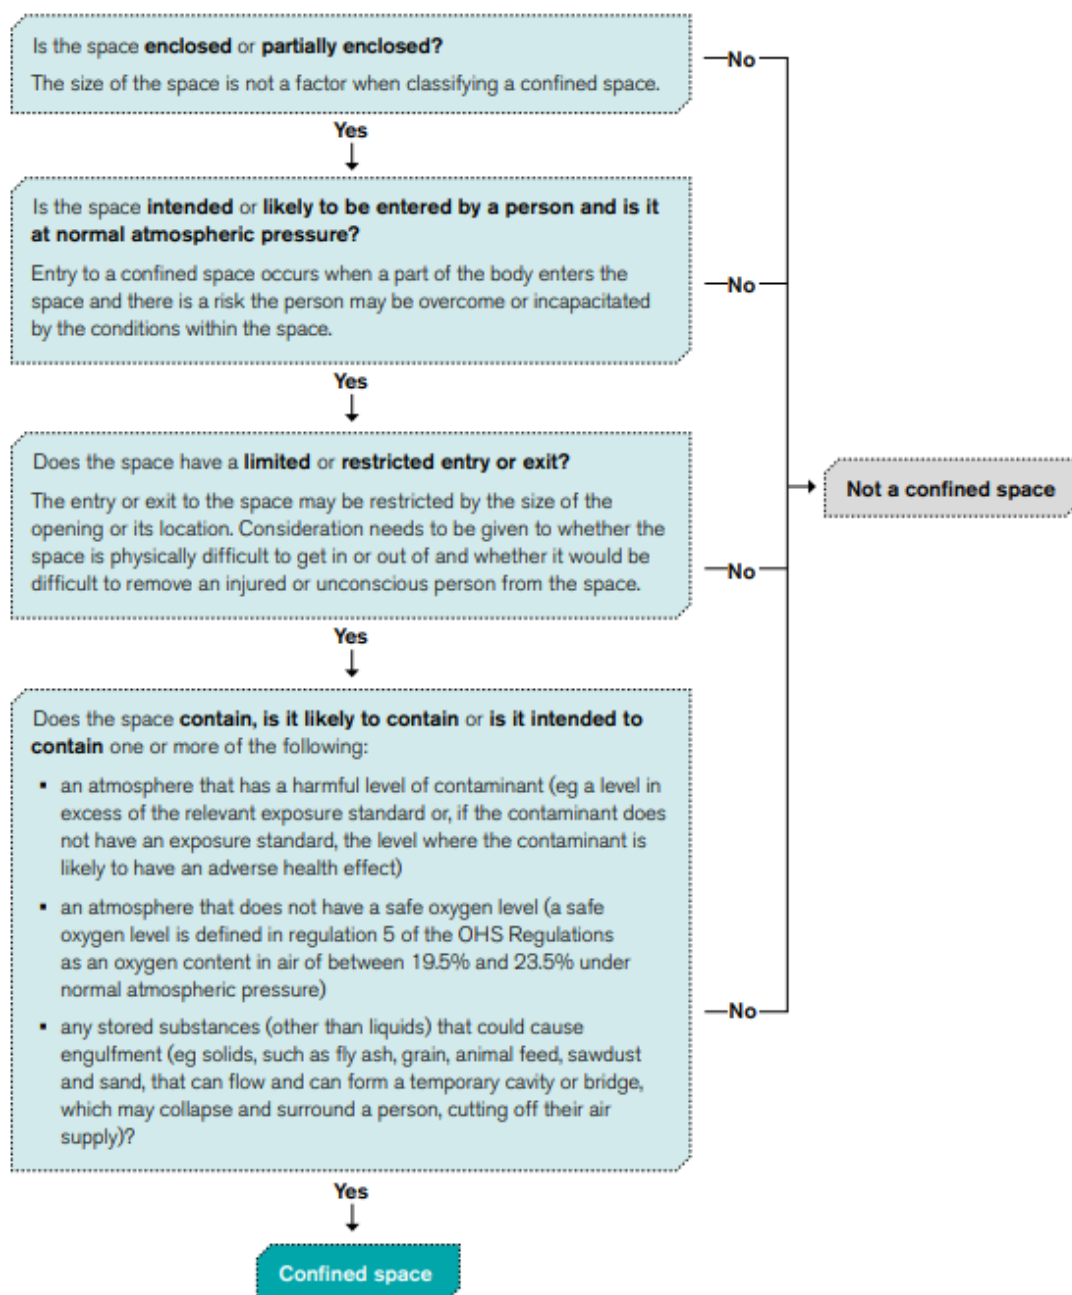 Is the space enclosed or partially enclosed?
The size of the space is not a factor when classifying a confined space.
No
Yes
Is the space intended or likely to be entered by a person and is it
at normal atmospheric pressure?
Entry to a confined space occurs when a part of the body enters the
space and there is a risk the person may be overcome or incapacitated
by the conditions within the space.
No
Yes
Does the space have a limited or restricted entry or exit?
The entry or exit to the space may be restricted by the size of the
opening or its location. Consideration needs to be given to whether the
space is physically difficult to get in or out of and whether it would be
difficult to remove an injured or unconscious person from the space.
No
Not a confined space
Yes
Does the space contain, is it likely to contain or is it intended to
contain one or more of the following:
▪ an atmosphere that has a harmful level of contaminant (eg a level in
excess of the relevant exposure standard or, if the contaminant does
not have an exposure standard, the level where the contaminant is
likely to have an adverse health effect)
▪ an atmosphere that does not have a safe oxygen level (a safe
oxygen level is defined in regulation 5 of the OHS Regulations
as an oxygen content in air of between 19.5% and 23.5% under
normal atmospheric pressure)
▪ any stored substances (other than liquids) that could cause
engulfment (eg solids, such as fly ash, grain, animal feed, sawdust
and sand, that can flow and can form a temporary cavity or bridge,
which may collapse and surround a person, cutting off their air
supply)?
No
Yes
Confined space